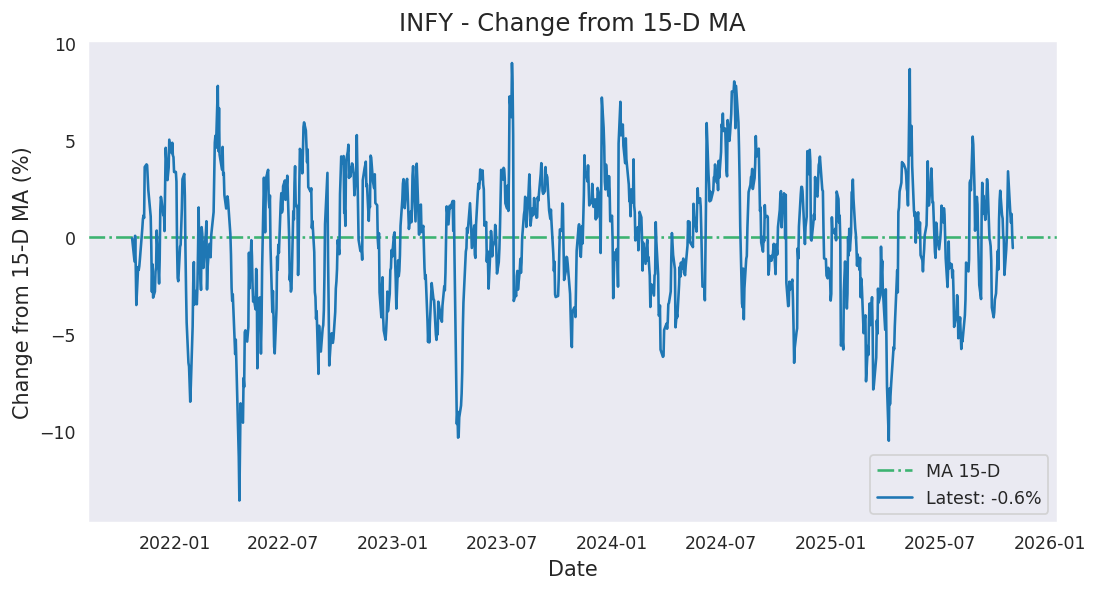 INFY - Change from 15-D MA
Change from 15-D MA (%)
10
5
0
−5
−10
MA 15-D
Latest: -0.6%
2022-01 2022-07 2023-01 2023-07 2024-01 2024-07 2025-01 2025-07 2026-01
Date